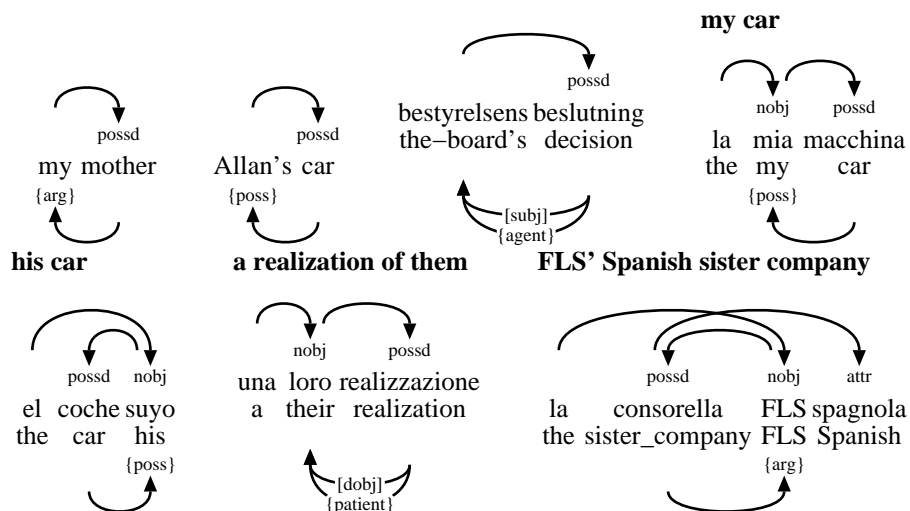 my car
possd
my mother
{arg}
possd
Allan's car
{poss}
possd
bestyrelsens beslutning
the−board's decision
[subj]
{agent}
nobj possd
la mia macchina
the my car
{poss}
his car
a realization of them
FLS' Spanish sister company
possd nobj
el coche suyo
the car his
{poss}
nobj possd
una loro realizzazione
a their realization
[dobj]
{patient}
possd nobj attr
la consorella FLS spagnola
the sister_company FLS Spanish
{arg}